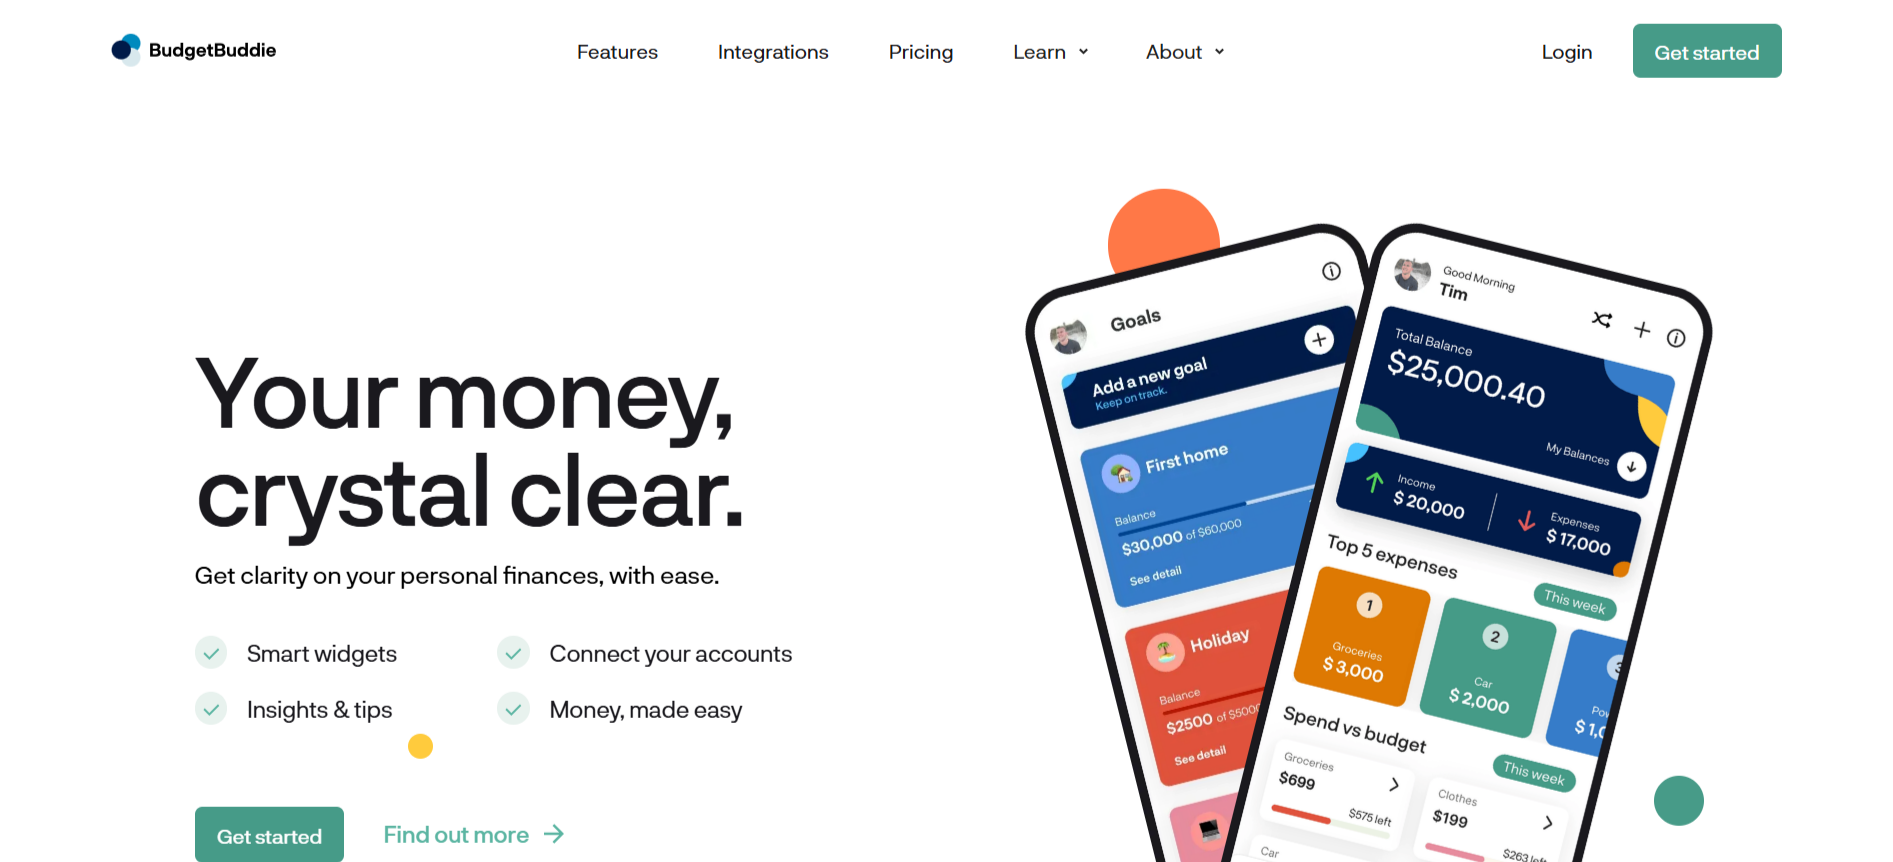 BudgetBuddie
Features
Integrations
Pricing
Learn
About
Login
Get started
Your money,
crystal clear.
Get clarity on your personal finances, with ease.
Smart widgets
Connect your accounts
Insights & tips
Money, made easy
Get started
Find out more
Goals
Add a new goal
Keep on track.
First home
Balance
$30,000 of $60,000
See detail
Holiday
Balance
$2500 of $5000
See detail
Good Morning
Tim
Total Balance
$25,000.40
My Balances
Income
$20,000
Expenses
$17,000
Top 5 expenses
This week
1
Groceries
$3,000
2
Car
$2,000
Spend vs budget
This week
Groceries
$699
$575 left
Clothes
$199
$263 left
Car